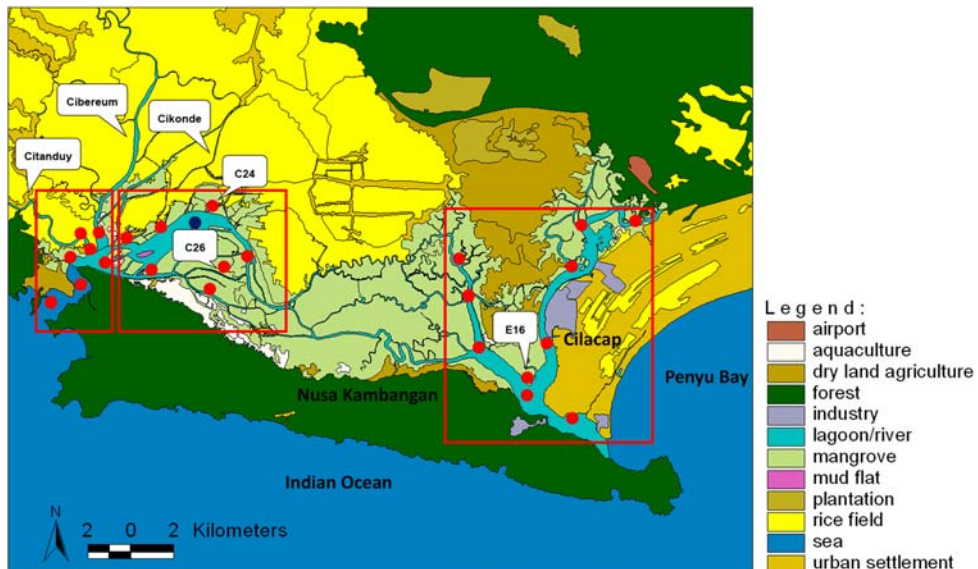 Cibereum
Cikonde
Citanduy
C24
C26
E16
Cilacap
Nusa Kambangan
Penyu Bay
Indian Ocean
N
2 0 2 Kilometers
Legend:
airport
aquaculture
dry land agriculture
forest
industry
lagoon/river
mangrove
mud flat
plantation
rice field
sea
urban settlement